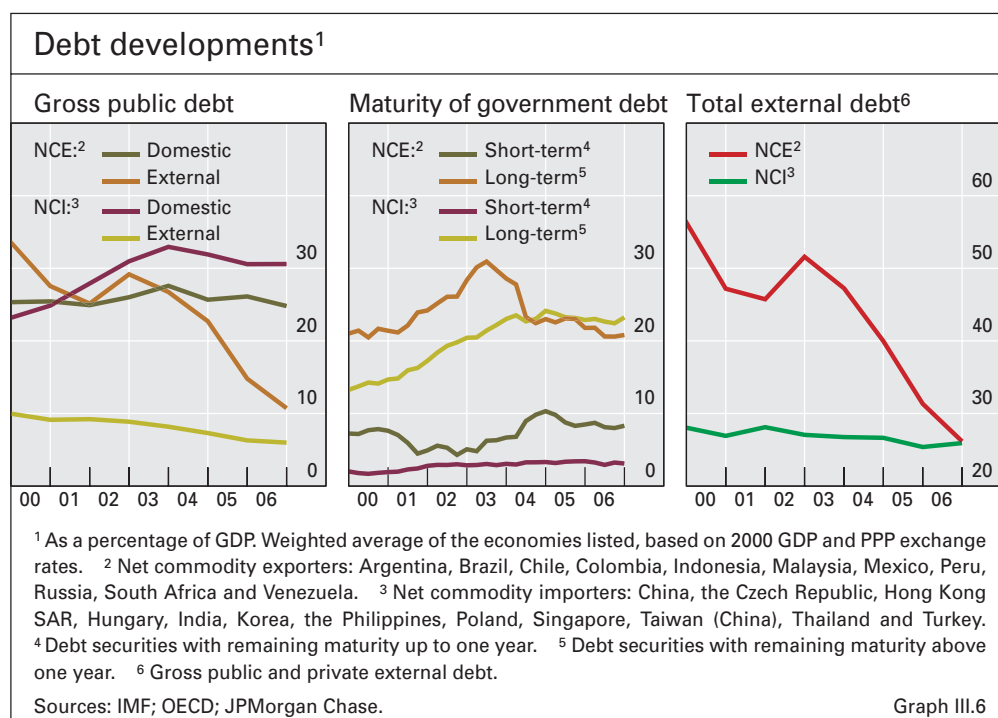 Debt developments¹
Gross public debt
NCE:² Domestic
External
NCI:³ Domestic
External
30
20
10
0
00 01 02 03 04 05 06
Maturity of government debt
NCE:² Short-term⁴
Long-term⁵
NCI:³ Short-term⁴
Long-term⁵
30
20
10
0
00 01 02 03 04 05 06
Total external debt⁶
NCE²
NCI³
60
50
40
30
20
00 01 02 03 04 05 06
¹ As a percentage of GDP. Weighted average of the economies listed, based on 2000 GDP and PPP exchange
rates. ² Net commodity exporters: Argentina, Brazil, Chile, Colombia, Indonesia, Malaysia, Mexico, Peru,
Russia, South Africa and Venezuela. ³ Net commodity importers: China, the Czech Republic, Hong Kong
SAR, Hungary, India, Korea, the Philippines, Poland, Singapore, Taiwan (China), Thailand and Turkey.
⁴ Debt securities with remaining maturity up to one year. ⁵ Debt securities with remaining maturity above
one year. ⁶ Gross public and private external debt.
Sources: IMF; OECD; JPMorgan Chase. Graph III.6